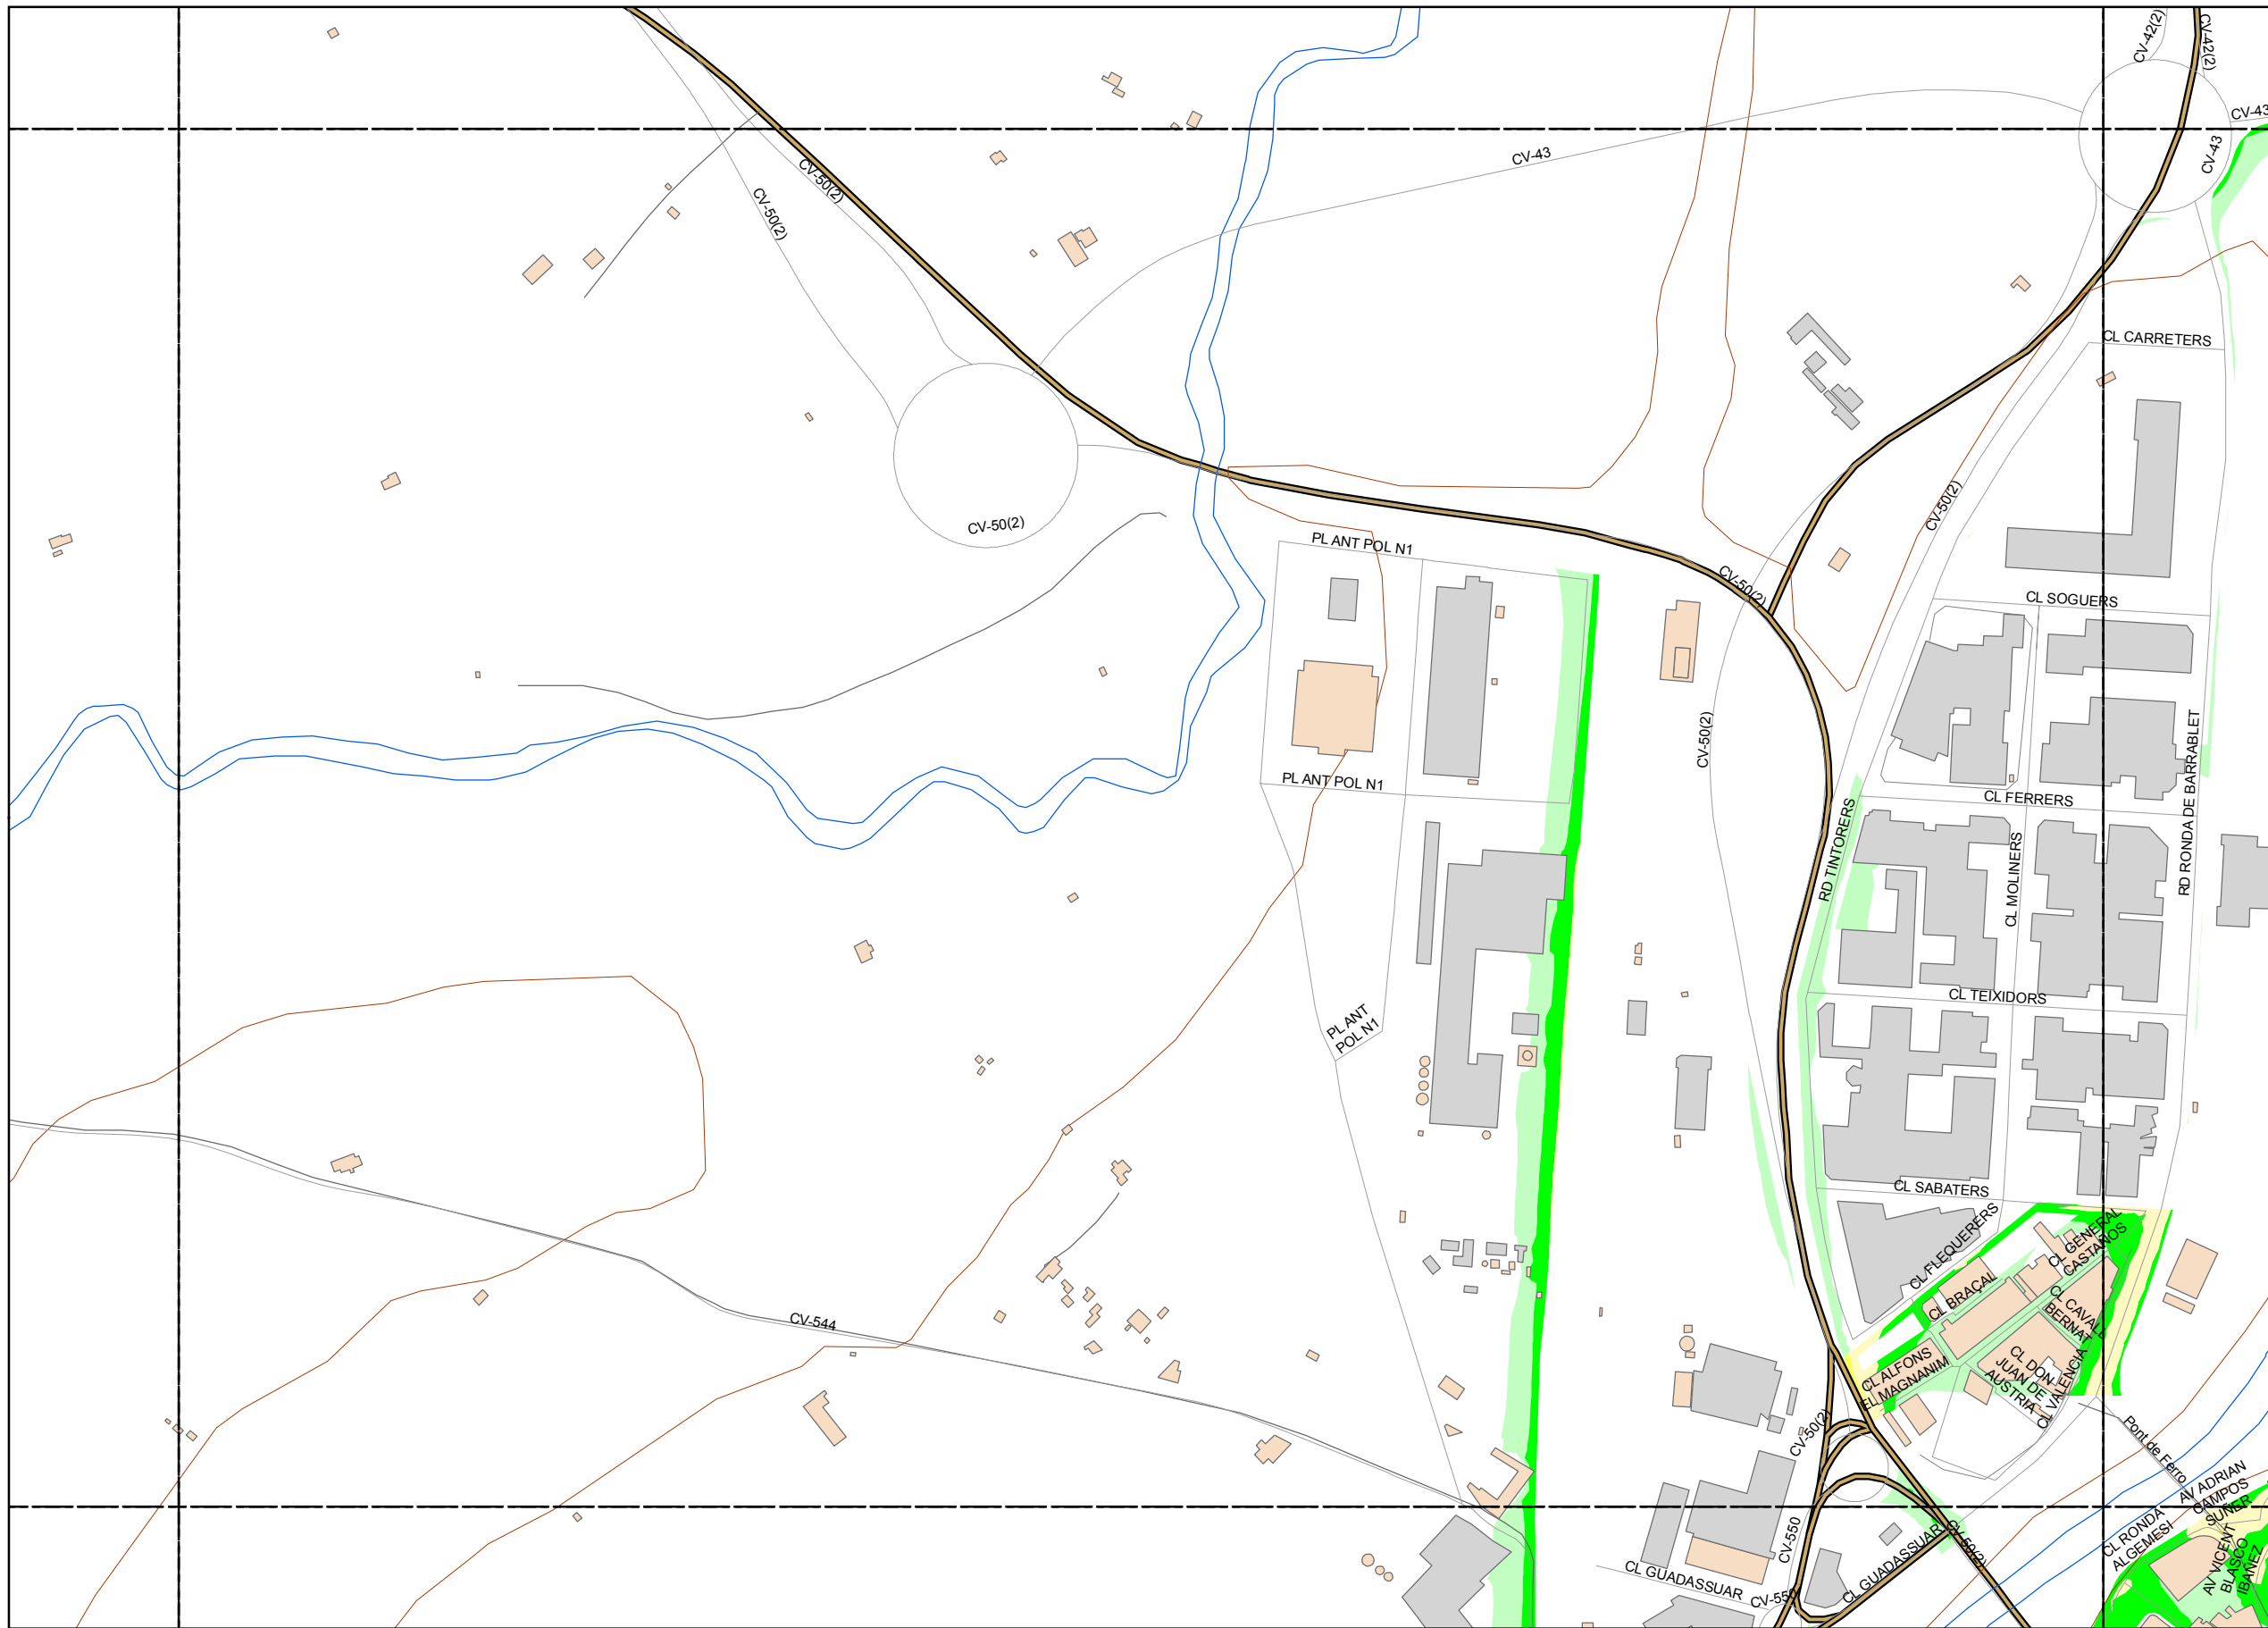 CV-42(2)
CV-42(2)
CV-43
CV-43
CV-43
CV-50(2)
CV-50(2)
CL CARRETERS
CV-50(2)
CV-50(2)
PL ANT POL N1
CV-50(2)
CL SOGUERS
CV-50(2)
RD RONDA DE BARRABLET
PL ANT POL N1
CL FERRERS
RD TINTORERS
CL MOLINERS
CL TEIXIDORS
PL ANT
POL N1
CL SABATERS
CL FLEQUERERS
CL GENERAL
CASTAÑOS
CL BRAÇAL
CL CAVALL
BERNAT
CV-544
CL ALFONS
EL MAGNANIM
CL DON
JUAN DE
AUSTRIA
CL VALENCIA
CV-50(2)
Pont de Ferro
AV ADRIAN
CAMPOS
SUÑER
CL RONDA
ALGEMESI
CV-550
CL GUADASSUAR
CV-50(2)
AV VICENT
BLASCO
IBAÑEZ
CL GUADASSUAR
CV-550